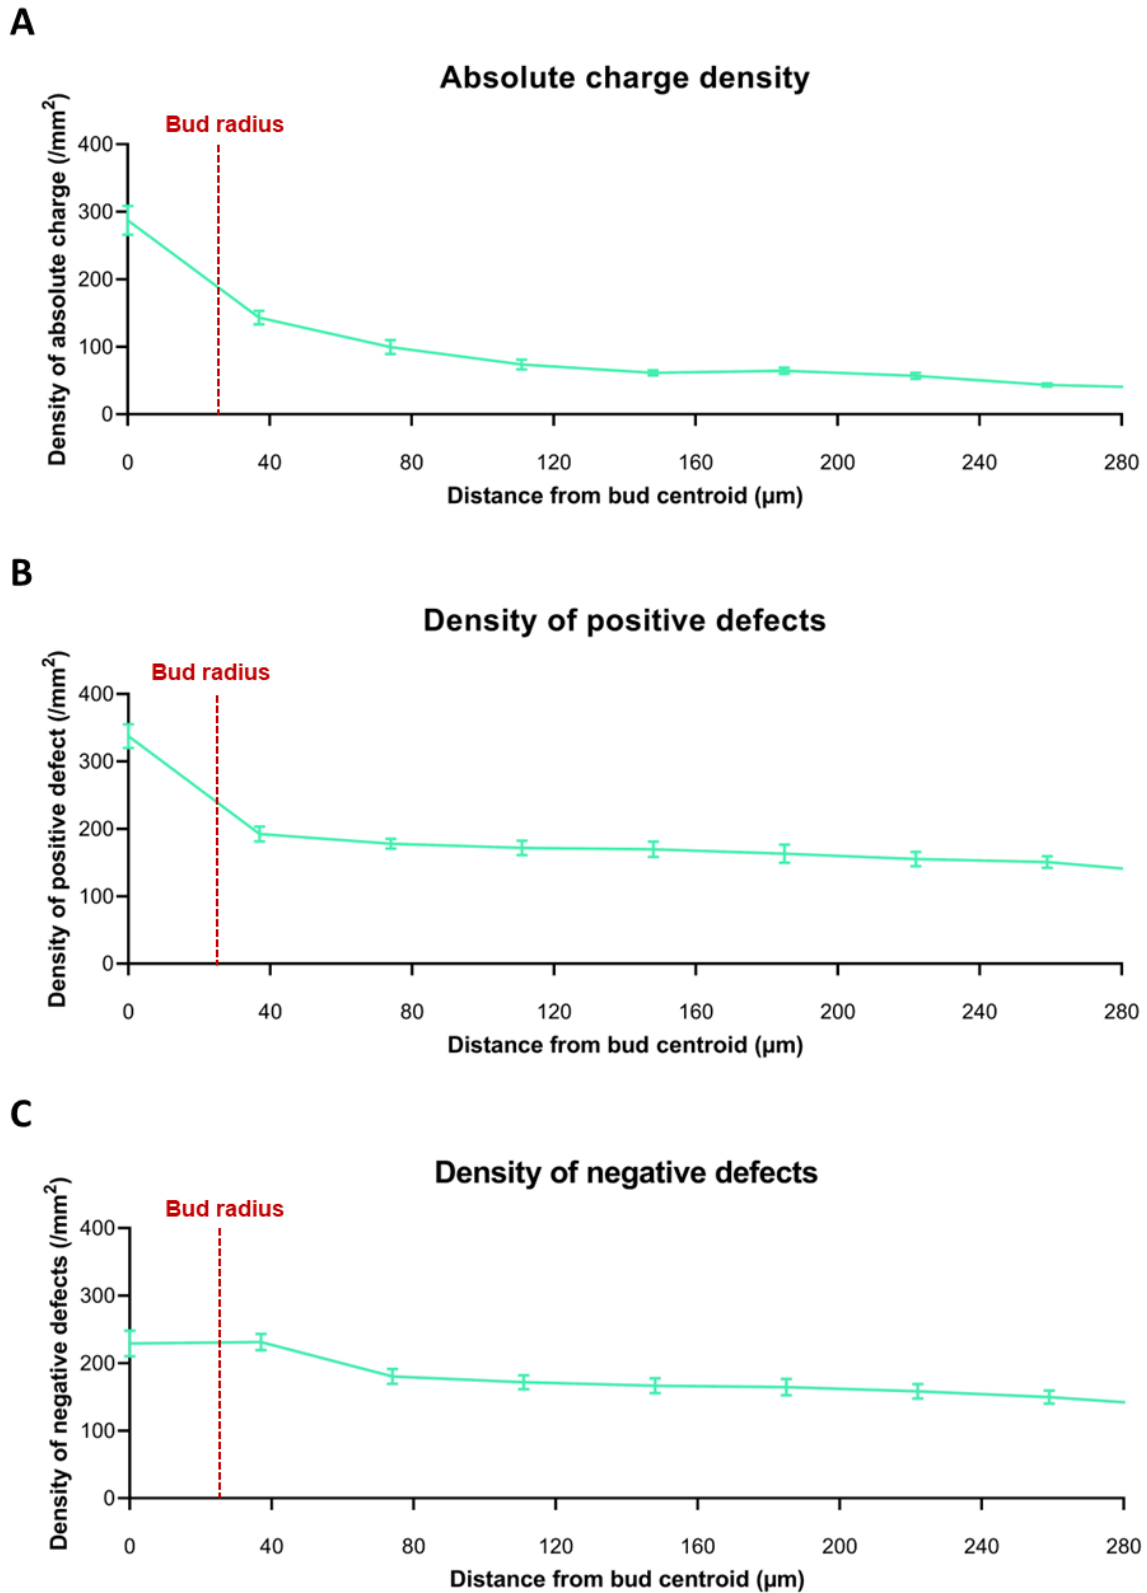 A
Absolute charge density
Bud radius
Density of absolute charge (/mm²)
400
300
200
100
0
0 40 80 120 160 200 240 280
Distance from bud centroid (µm)
B
Density of positive defects
Bud radius
Density of positive defect (/mm²)
400
300
200
100
0
0 40 80 120 160 200 240 280
Distance from bud centroid (µm)
C
Density of negative defects
Bud radius
Density of negative defects (/mm²)
400
300
200
100
0
0 40 80 120 160 200 240 280
Distance from bud centroid (µm)